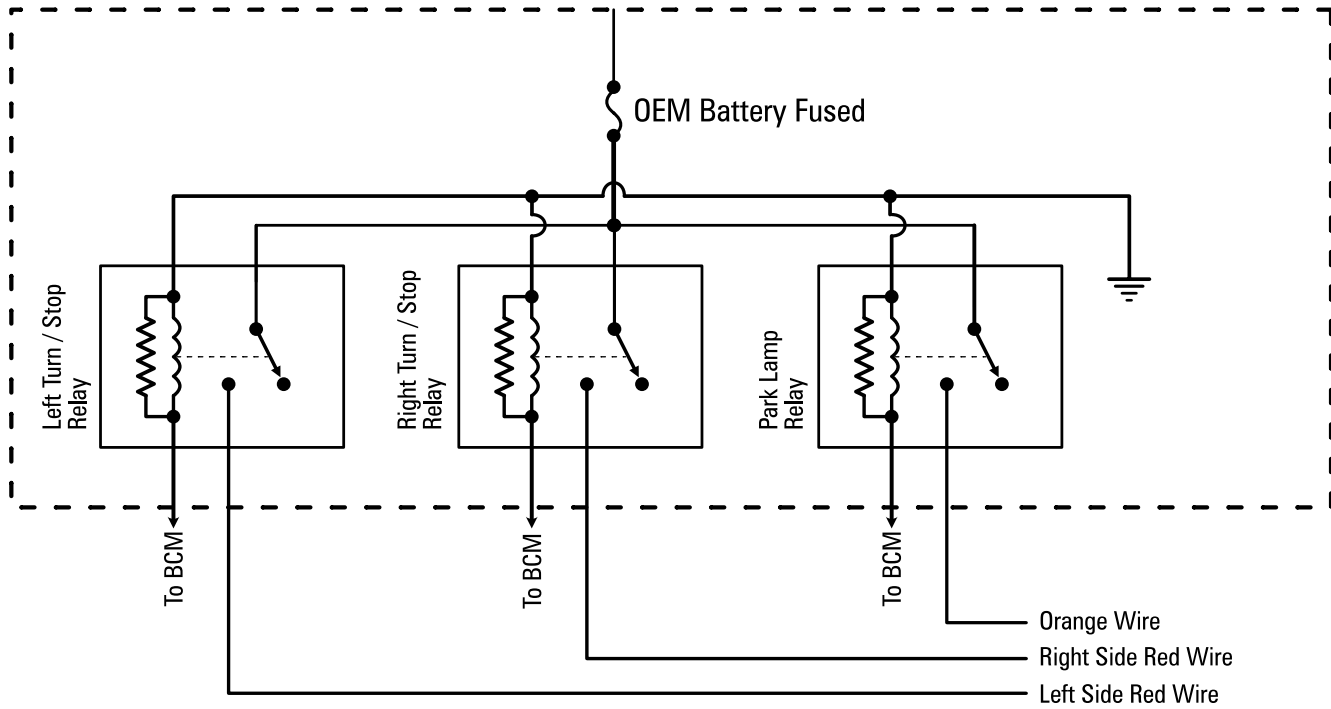 OEM Battery Fused
Left Turn / Stop
Relay
Right Turn / Stop
Relay
Park Lamp
Relay
To BCM
To BCM
To BCM
Orange Wire
Right Side Red Wire
Left Side Red Wire